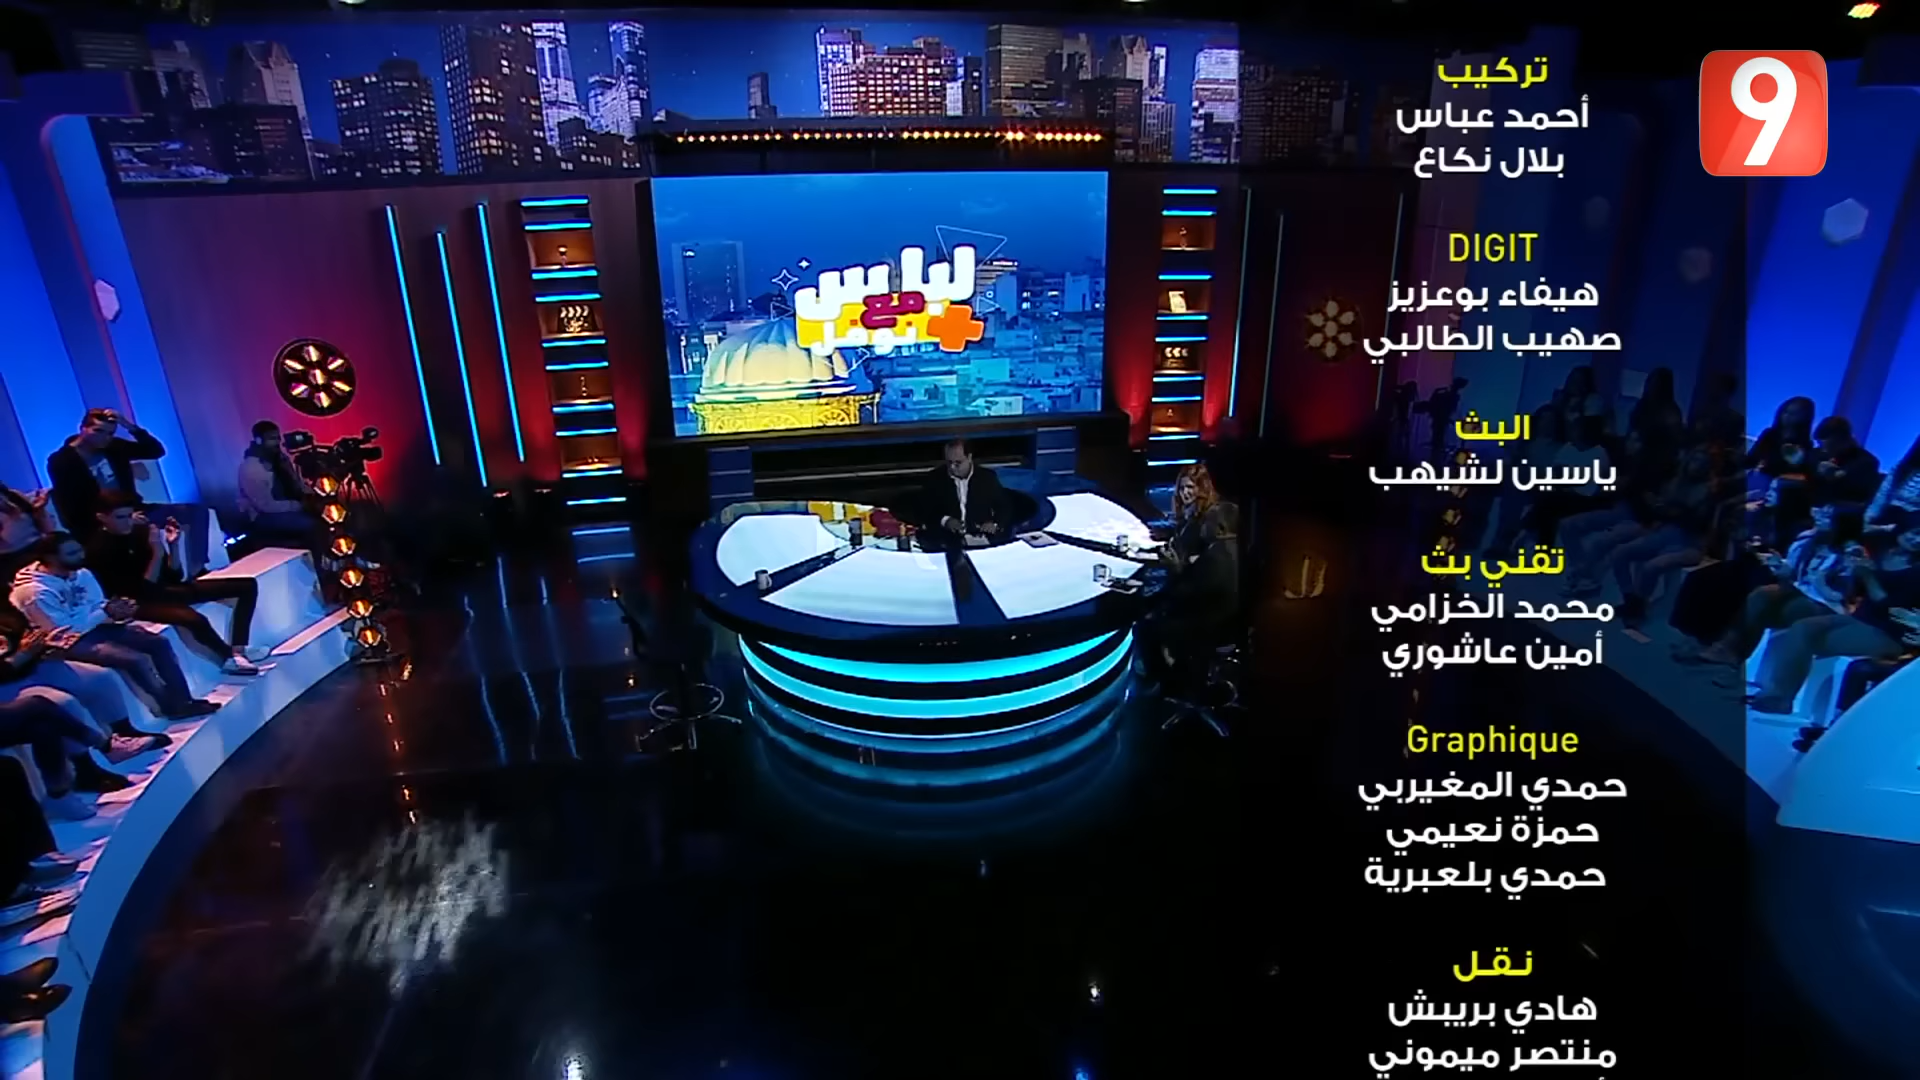 تركيب
أحمد عباس
بلال نكاع
9
DIGIT
هيفاء بوعزيز
صهيب الطالبي
لباس
مع
نوفل
البث
ياسين لشيهب
تقني بث
محمد الخزامي
أمين عاشوري
Graphique
حمدي المغيربي
حمزة نعيمي
حمدي بلعبرية
نقل
هادي بريبش
منتصر ميموني